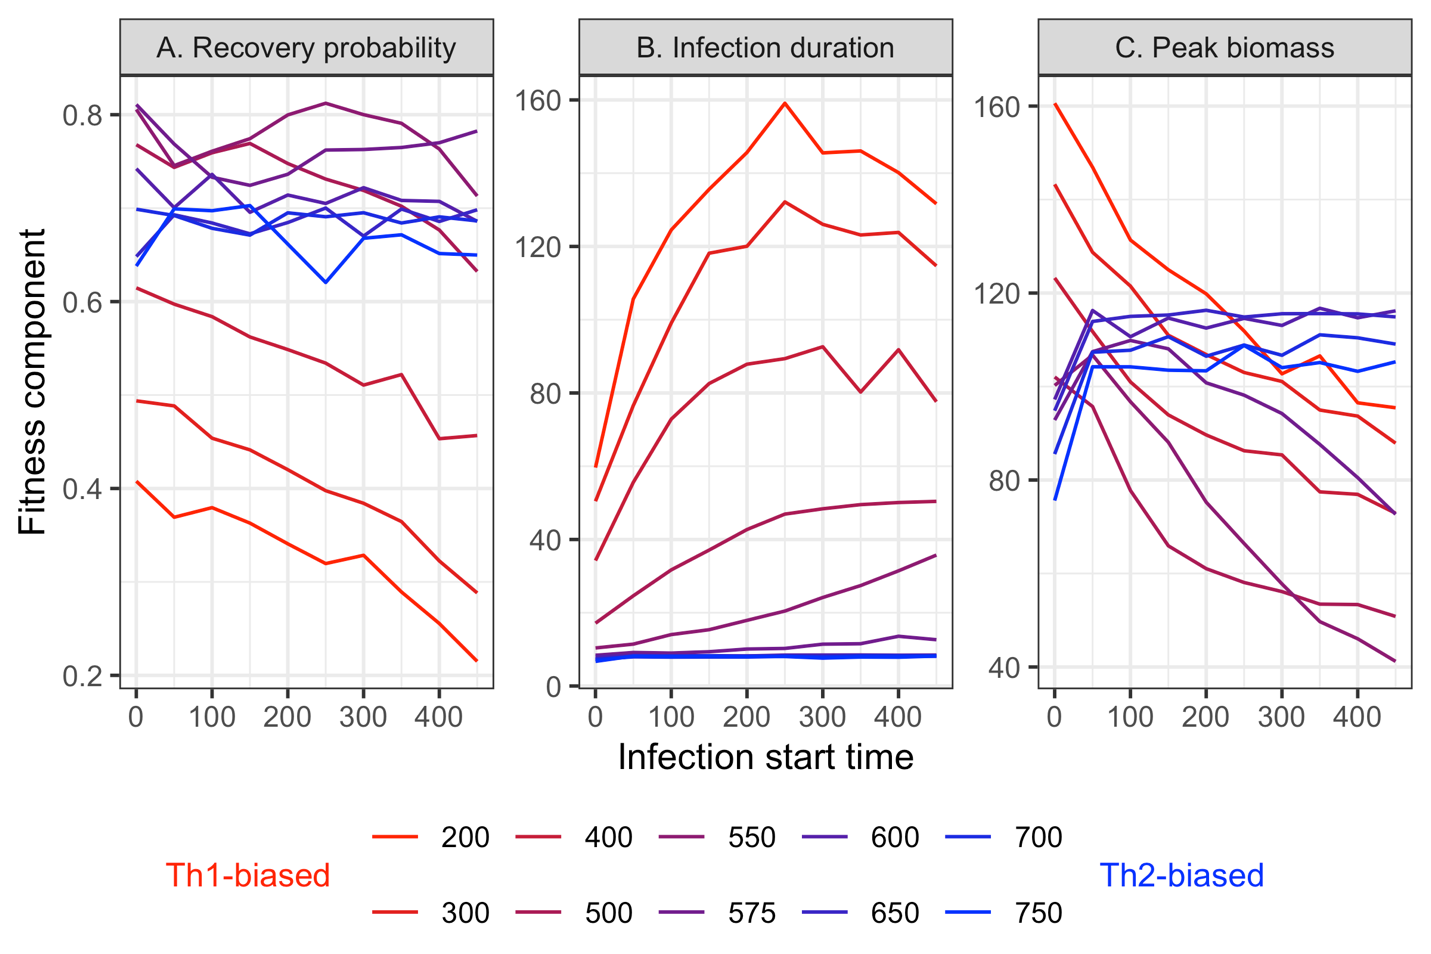 A. Recovery probability
B. Infection duration
C. Peak biomass
Fitness component
0.8
0.6
0.4
0.2
0 100 200 300 400
160
120
80
40
0
0 100 200 300 400
160
120
80
40
0 100 200 300 400
Infection start time
Th1-biased
200 400 550 600 700
300 500 575 650 750
Th2-biased